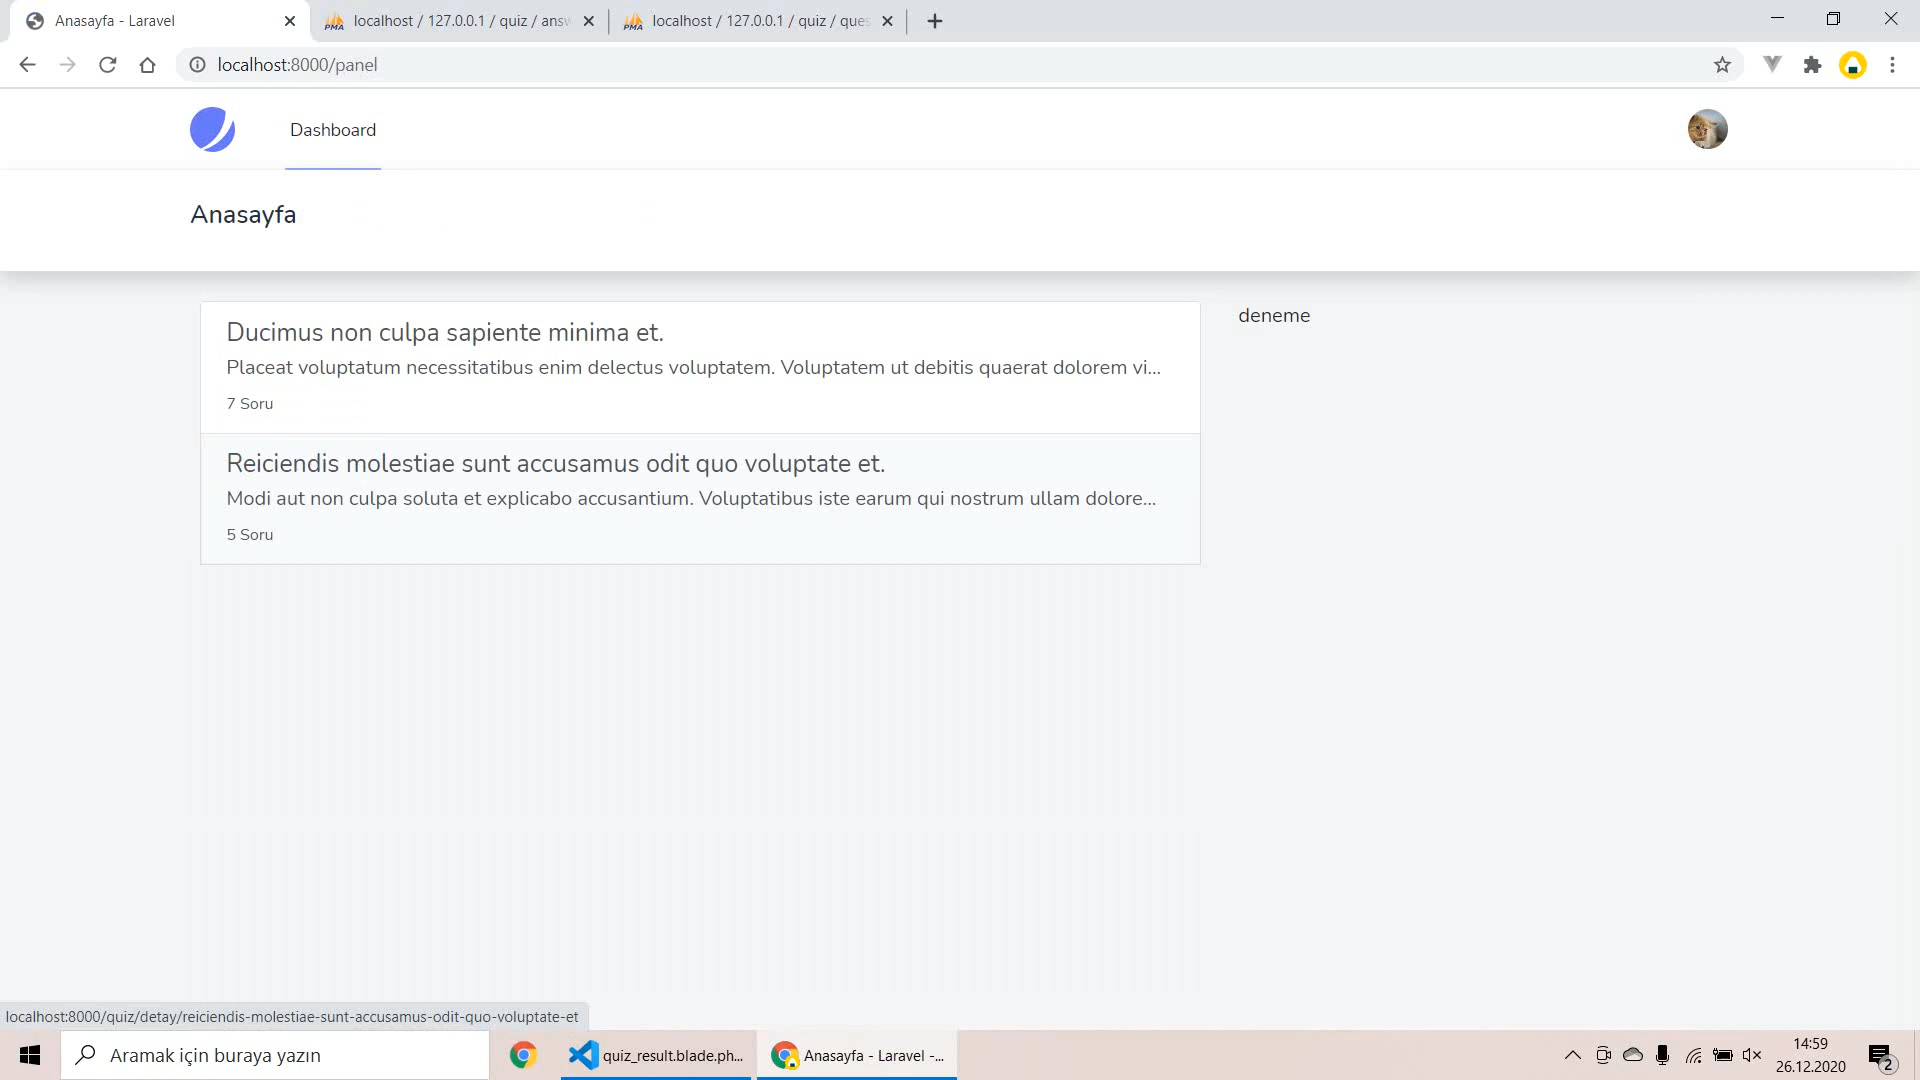 Anasayfa - Laravel
localhost / 127.0.0.1 / quiz / answ
localhost / 127.0.0.1 / quiz / ques
localhost:8000/panel
Dashboard
Anasayfa
Ducimus non culpa sapiente minima et.
Placeat voluptatum necessitatibus enim delectus voluptatem. Voluptatem ut debitis quaerat dolorem vi...
7 Soru
Reiciendis molestiae sunt accusamus odit quo voluptate et.
Modi aut non culpa soluta et explicabo accusantium. Voluptatibus iste earum qui nostrum ullam dolore...
5 Soru
deneme
localhost:8000/quiz/detay/reiciendis-molestiae-sunt-accusamus-odit-quo-voluptate-et
Aramak için buraya yazın
quiz_result.blade.ph...
Anasayfa - Laravel -...
14:59
26.12.2020
2